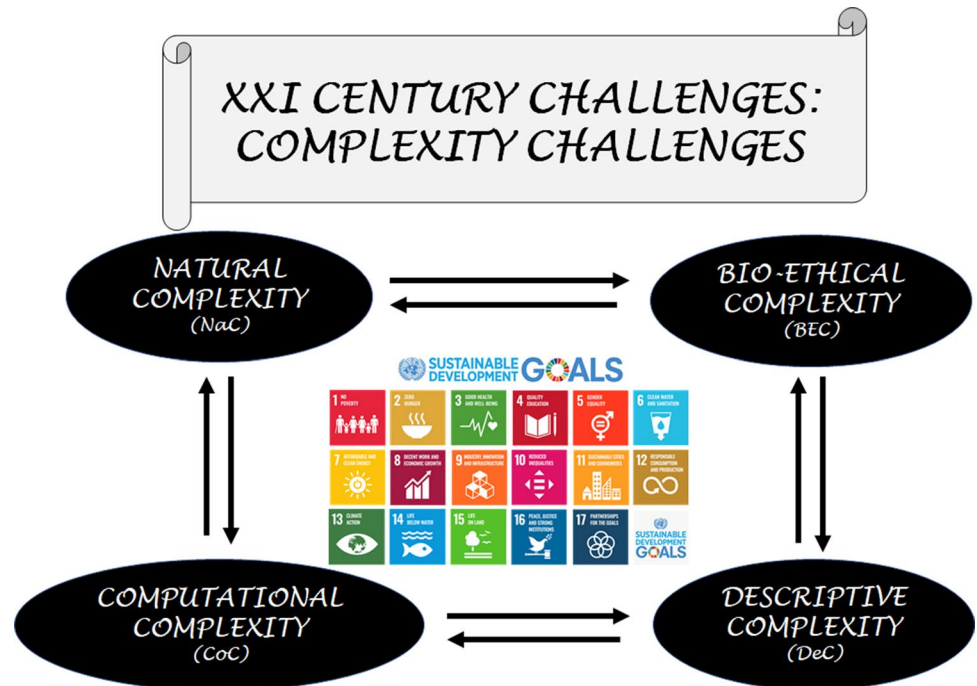 XXI CENTURY CHALLENGES:
COMPLEXITY CHALLENGES
NATURAL
COMPLEXITY
(NaC)
BIO-ETHICAL
COMPLEXITY
(BEC)
SUSTAINABLE
DEVELOPMENT
GOALS
1 NO
POVERTY
2 ZERO
HUNGER
3 GOOD HEALTH
AND WELL-BEING
4 QUALITY
EDUCATION
5 GENDER
EQUALITY
6 CLEAN WATER
AND SANITATION
7 AFFORDABLE AND
CLEAN ENERGY
8 DECENT WORK AND
ECONOMIC GROWTH
9 INDUSTRY, INNOVATION
AND INFRASTRUCTURE
10 REDUCED
INEQUALITIES
11 SUSTAINABLE CITIES
AND COMMUNITIES
12 RESPONSIBLE
CONSUMPTION
AND PRODUCTION
13 CLIMATE
ACTION
14 LIFE
BELOW WATER
15 LIFE
ON LAND
16 PEACE, JUSTICE
AND STRONG
INSTITUTIONS
17 PARTNERSHIPS
FOR THE GOALS
SUSTAINABLE
DEVELOPMENT
GOALS
COMPUTATIONAL
COMPLEXITY
(CoC)
DESCRIPTIVE
COMPLEXITY
(DeC)